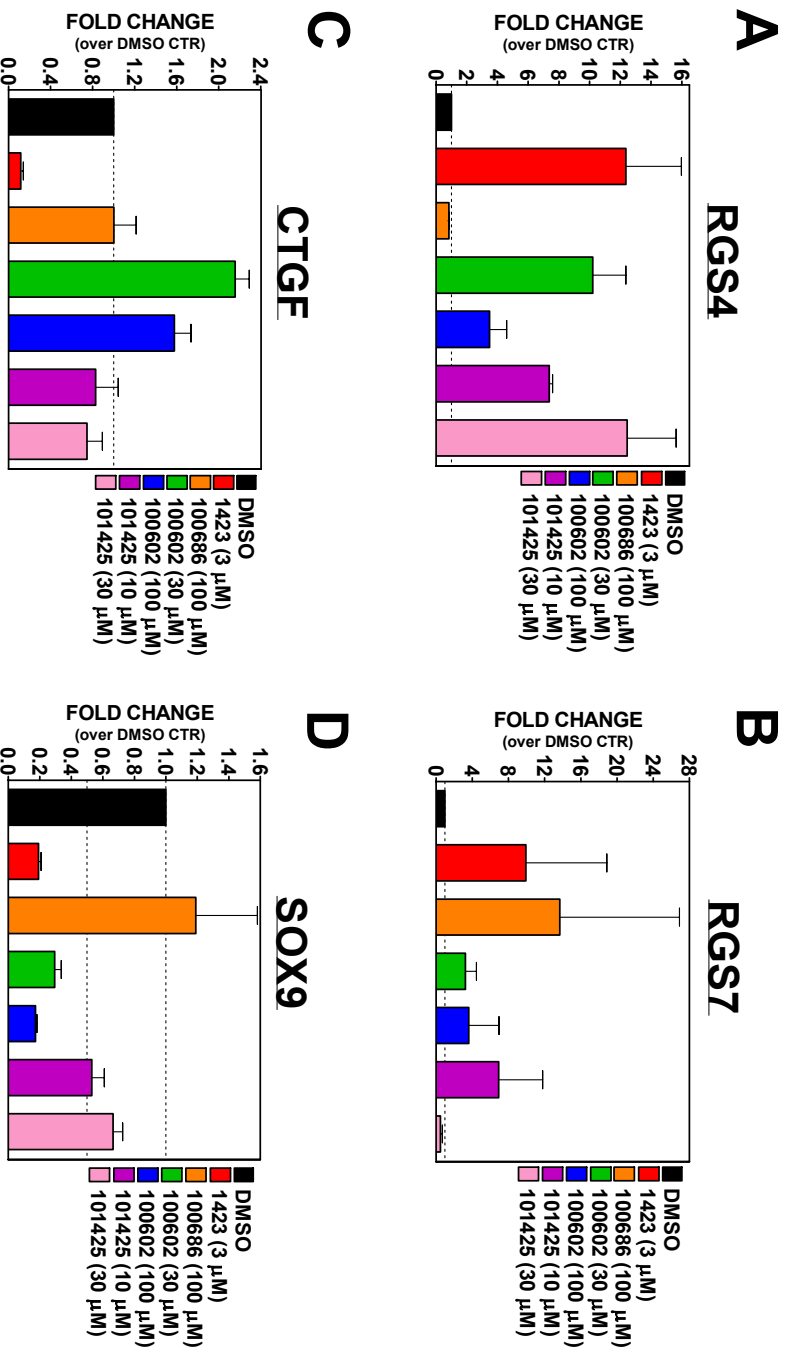 A
RGS4
FOLD CHANGE
(over DMSO CTR)
16
14
12
10
8
6
4
2
0
DMSO
1423 (3 µM)
100686 (100 µM)
100602 (30 µM)
100602 (100 µM)
101425 (10 µM)
101425 (30 µM)
B
RGS7
FOLD CHANGE
(over DMSO CTR)
28
24
20
16
12
8
4
0
DMSO
1423 (3 µM)
100686 (100 µM)
100602 (30 µM)
100602 (100 µM)
101425 (10 µM)
101425 (30 µM)
C
CTGF
FOLD CHANGE
(over DMSO CTR)
2.4
2.0
1.6
1.2
0.8
0.4
0.0
DMSO
1423 (3 µM)
100686 (100 µM)
100602 (30 µM)
100602 (100 µM)
101425 (10 µM)
101425 (30 µM)
D
SOX9
FOLD CHANGE
(over DMSO CTR)
1.6
1.4
1.2
1.0
0.8
0.6
0.4
0.2
0.0
DMSO
1423 (3 µM)
100686 (100 µM)
100602 (30 µM)
100602 (100 µM)
101425 (10 µM)
101425 (30 µM)